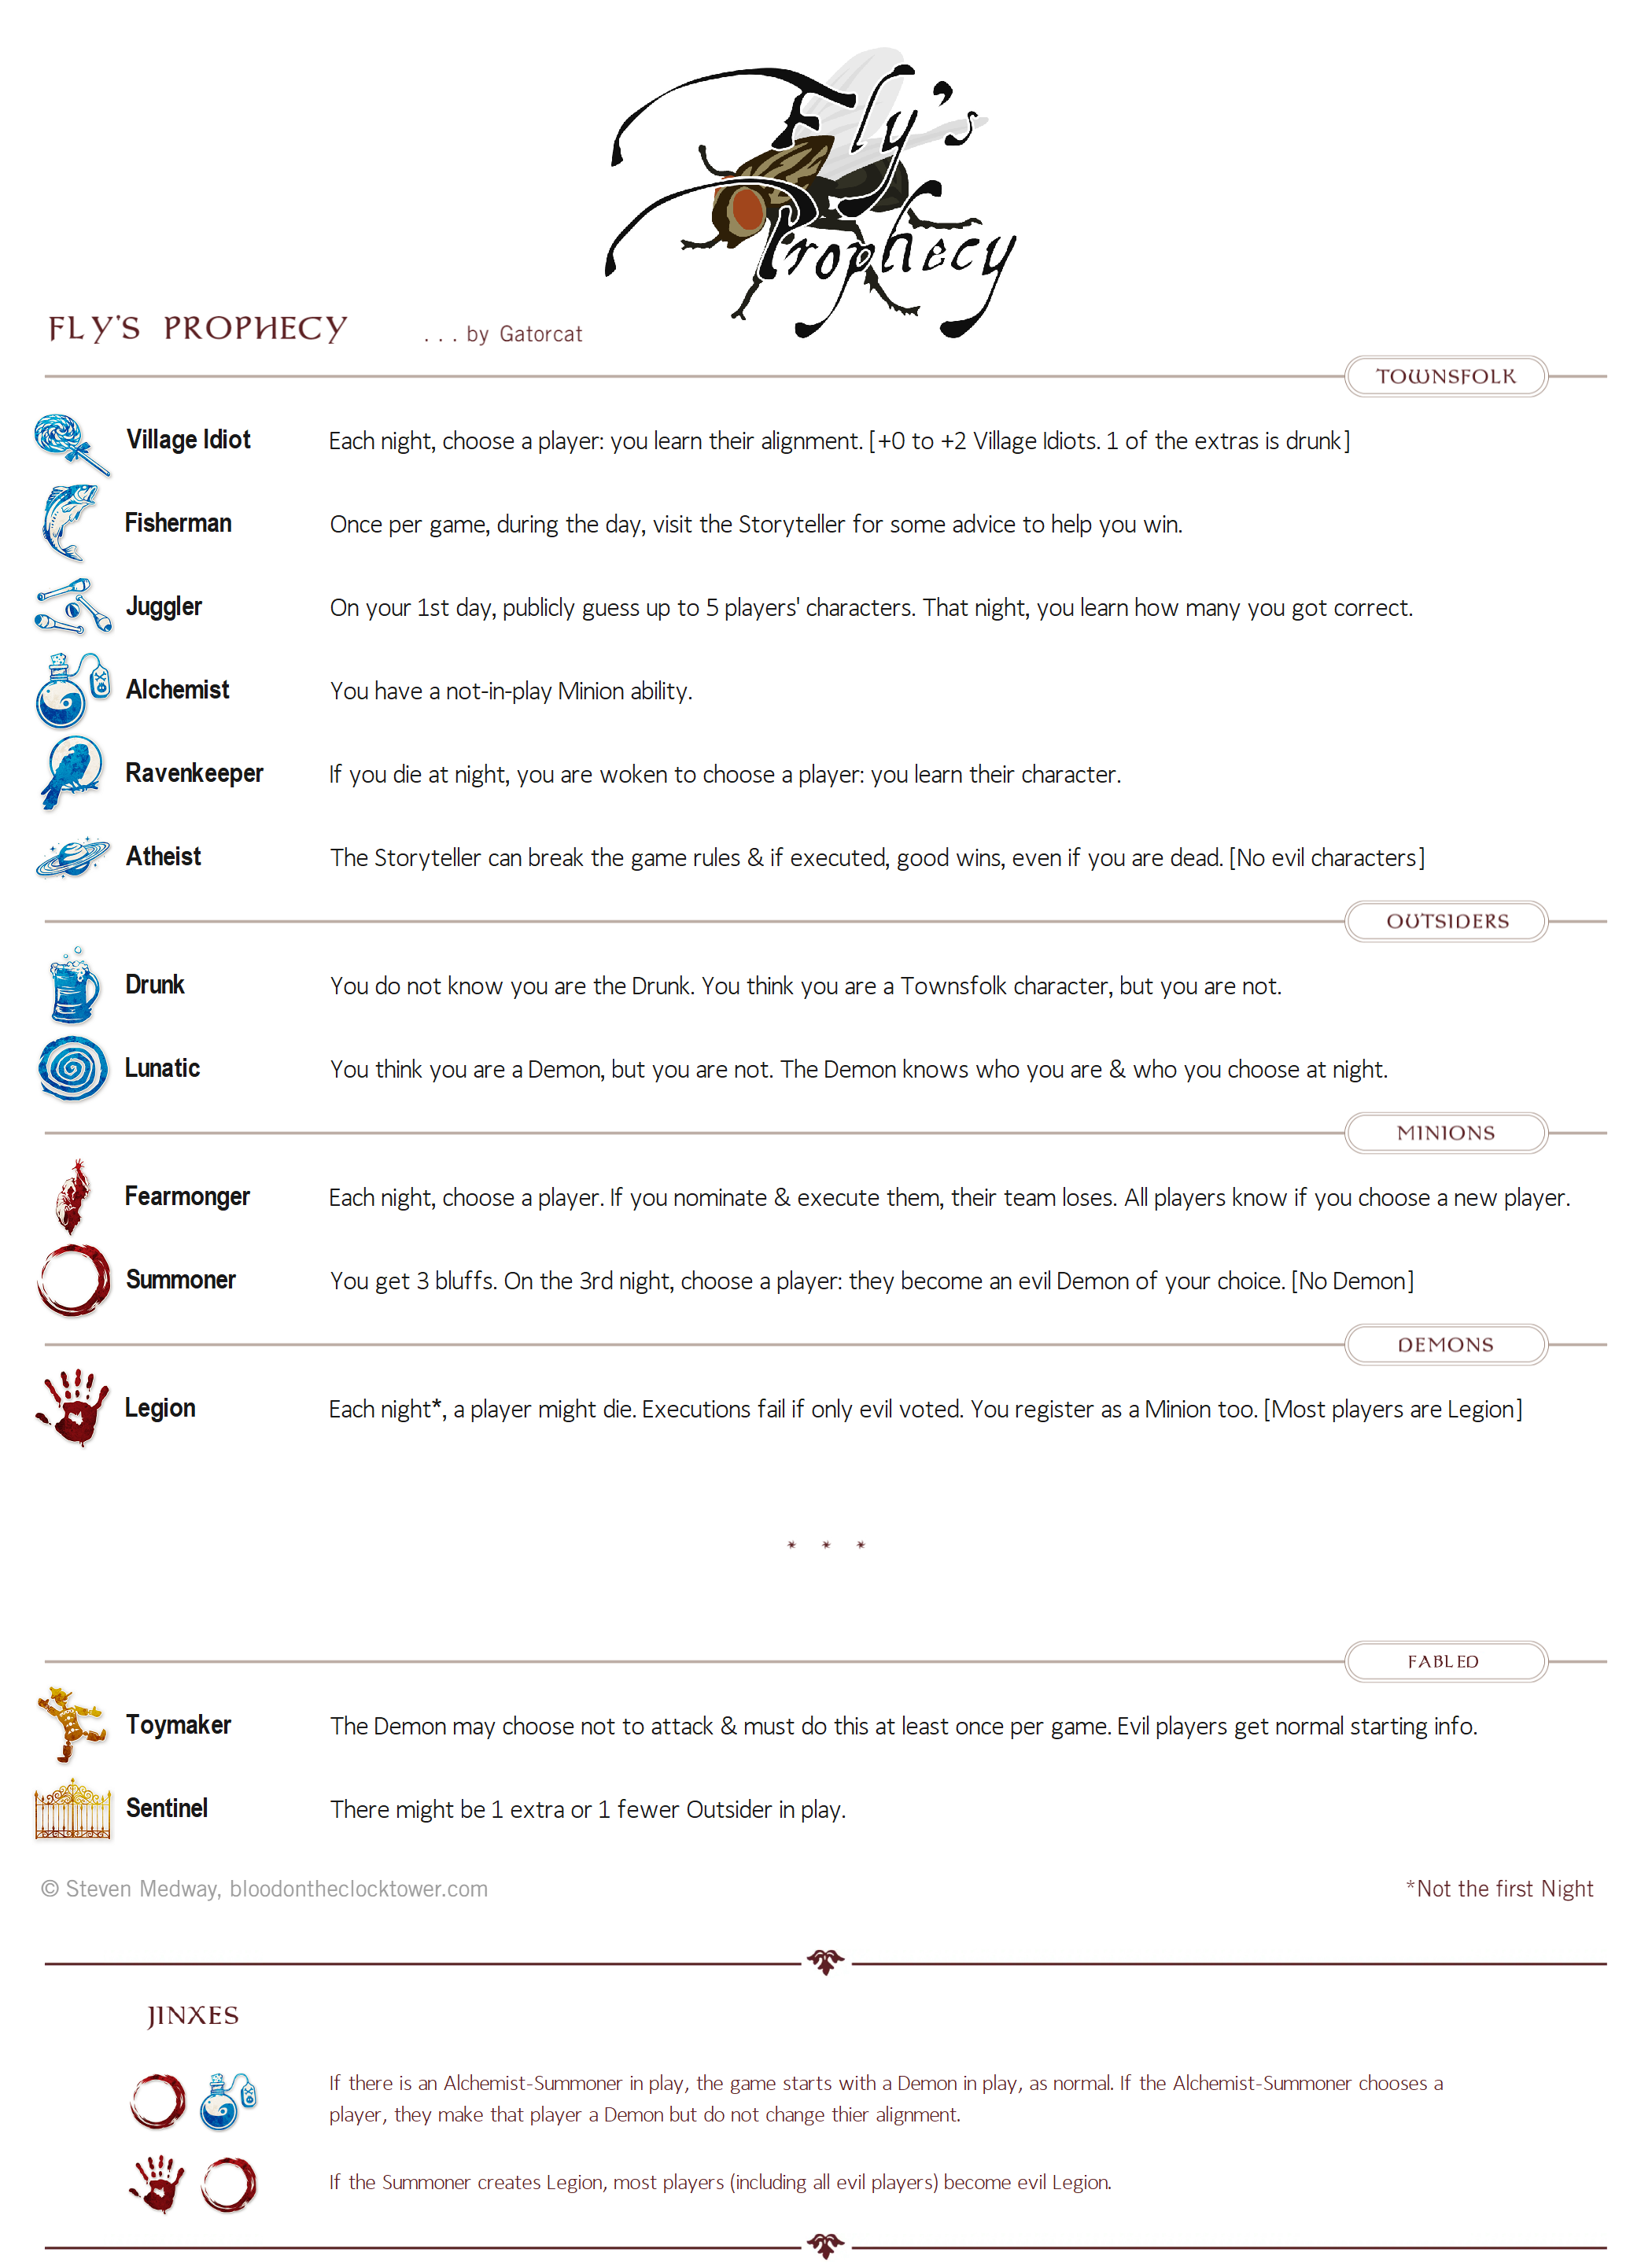 Fly's
Prophecy
FLY'S PROPHECY . . . by Gatorcat
TOWNSFOLK
Village Idiot Each night, choose a player: you learn their alignment. [+0 to +2 Village Idiots. 1 of the extras is drunk]
Fisherman Once per game, during the day, visit the Storyteller for some advice to help you win.
Juggler On your 1st day, publicly guess up to 5 players' characters. That night, you learn how many you got correct.
Alchemist You have a not-in-play Minion ability.
Ravenkeeper If you die at night, you are woken to choose a player: you learn their character.
Atheist The Storyteller can break the game rules & if executed, good wins, even if you are dead. [No evil characters]
OUTSIDERS
Drunk You do not know you are the Drunk. You think you are a Townsfolk character, but you are not.
Lunatic You think you are a Demon, but you are not. The Demon knows who you are & who you choose at night.
MINIONS
Fearmonger Each night, choose a player. If you nominate & execute them, their team loses. All players know if you choose a new player.
Summoner You get 3 bluffs. On the 3rd night, choose a player: they become an evil Demon of your choice. [No Demon]
DEMONS
Legion Each night*, a player might die. Executions fail if only evil voted. You register as a Minion too. [Most players are Legion]
* * *
FABLED
Toymaker The Demon may choose not to attack & must do this at least once per game. Evil players get normal starting info.
Sentinel There might be 1 extra or 1 fewer Outsider in play.
© Steven Medway, bloodontheclocktower.com *Not the first Night
JINXES
If there is an Alchemist-Summoner in play, the game starts with a Demon in play, as normal. If the Alchemist-Summoner chooses a
player, they make that player a Demon but do not change thier alignment.
If the Summoner creates Legion, most players (including all evil players) become evil Legion.